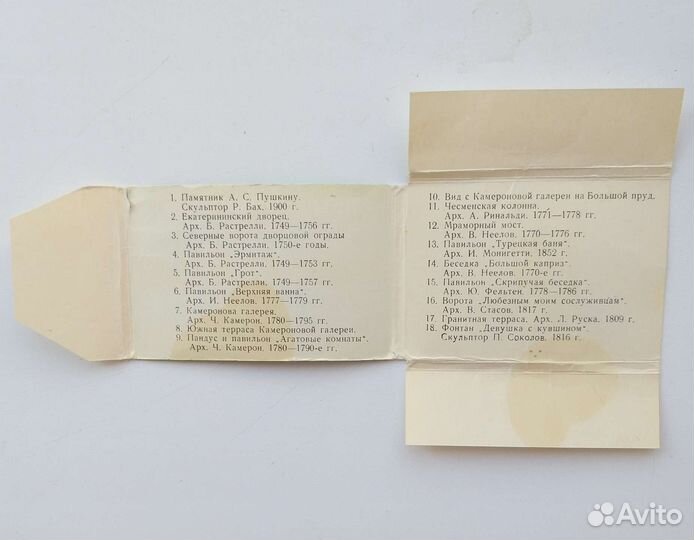 1. Памятник А. С. Пушкину.
Скульптор Р. Бах. 1900 г.
2. Екатерининский дворец.
Арх. Б. Растрелли. 1749—1756 гг.
3. Северные ворота дворцовой ограды
Арх. Б. Растрелли. 1750-е годы.
4. Павильон „Эрмитаж“
Арх. Б. Растрелли. 1749—1753 гг.
5. Павильон „Грот“.
Арх. Б. Растрелли. 1749—1757 гг.
6. Павильон „Верхняя ванна“.
Арх. И. Неелов. 1777—1779 гг.
7. Камеронова галерея.
Арх. Ч. Камерон. 1780—1795 гг.
8. Южная терраса Камероновой галереи.
9. Пандус и павильон „Агатовые комнаты“.
Арх. Ч. Камерон. 1780—1790-е гг.
10. Вид с Камероновой галереи на Большой пруд.
11. Чесменская колонна.
Арх. А. Ринальди. 1771—1778 гг.
12. Мраморный мост.
Арх. В. Неелов. 1770—1776 гг.
13. Павильон „Турецкая баня“.
Арх. И. Монигетти. 1852 г.
14. Беседка „Большой каприз“.
Арх. В. Неелов. 1770-е гг.
15. Павильон „Скрипучая беседка“.
Арх. Ю. Фельтен. 1778—1786 гг.
16. Ворота „Любезным моим сослуживцам“.
Арх. В. Стасов. 1817 г.
17. Гранитная терраса. Арх. Л. Руска. 1809 г.
18. Фонтан „Девушка с кувшином“.
Скульптор П. Соколов. 1816 г.
Avito